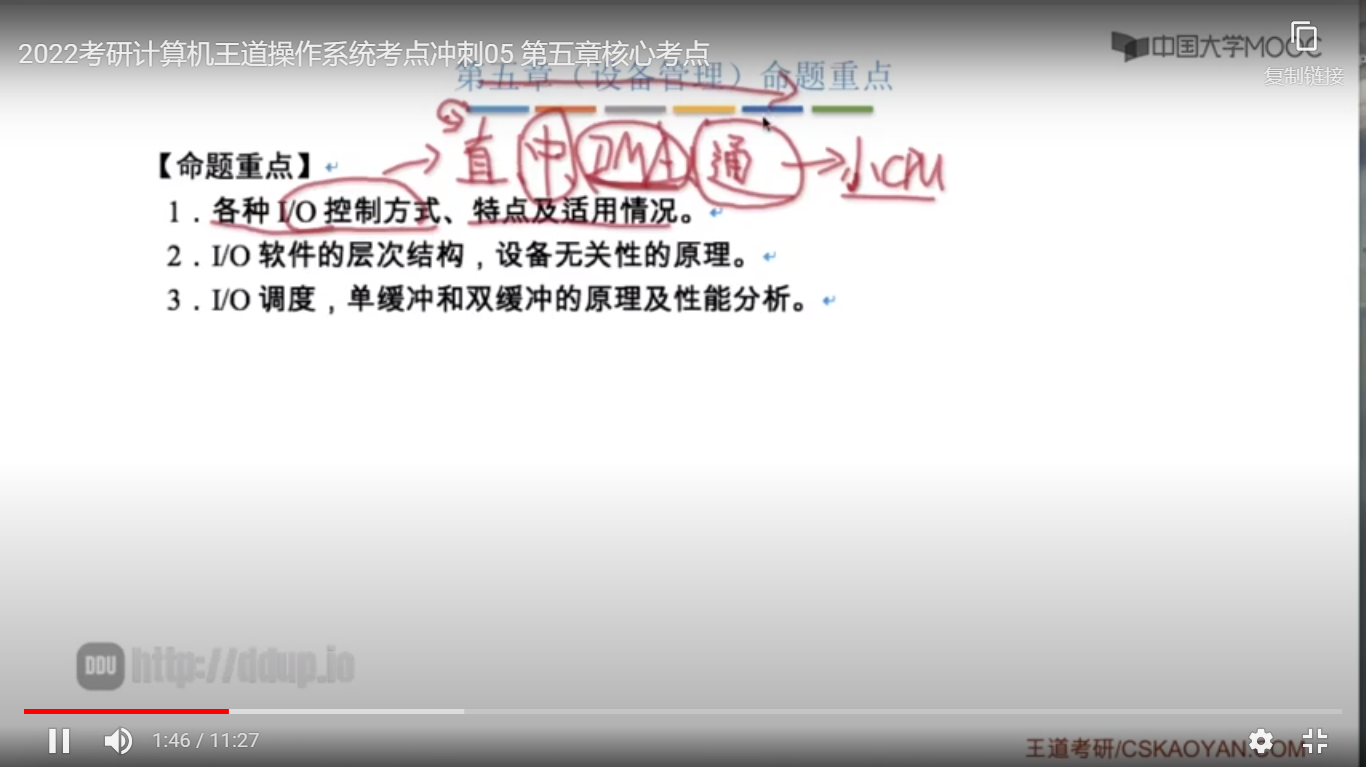 2022考研计算机王道操作系统考点冲刺05 第五章核心考点
中国大学MOOC
复制链接
第五章（设备管理）命题重点
直 中 DMA 通 → 小CPU
【命题重点】
1．各种 I/O 控制方式、特点及适用情况。
2．I/O 软件的层次结构，设备无关性的原理。
3．I/O 调度，单缓冲和双缓冲的原理及性能分析。
DDU http://ddup.io
1:46 / 11:27
王道考研/CSKAOYAN.COM